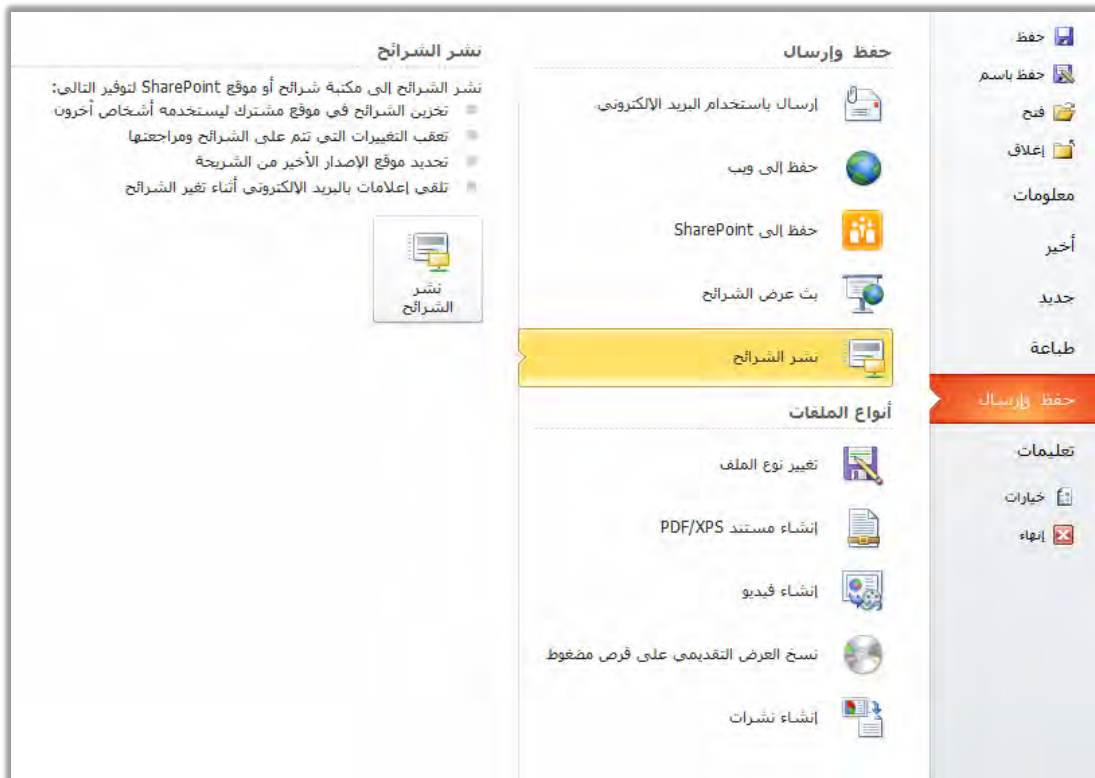 حفظ
حفظ باسم
فتح
إغلاق
معلومات
أخير
جديد
طباعة
حفظ وإرسال
تعليمات
خيارات
إنهاء
حفظ وإرسال
إرسال باستخدام البريد الإلكتروني
حفظ إلى ويب
حفظ إلى SharePoint
بث عرض الشرائح
نشر الشرائح
أنواع الملفات
تغيير نوع الملف
إنشاء مستند PDF/XPS
إنشاء فيديو
نسخ العرض التقديمي على قرص مضغوط
إنشاء نشرات
نشر الشرائح
نشر الشرائح إلى مكتبة شرائح أو موقع SharePoint لتوفير التالي:
تخزين الشرائح في موقع مشترك ليستخدمه أشخاص آخرون
تعقب التغييرات التي تتم على الشرائح ومراجعتها
تحديد موقع الإصدار الأخير من الشريحة
تلقي إعلامات بالبريد الإلكتروني أثناء تغير الشرائح
نشر
الشرائح